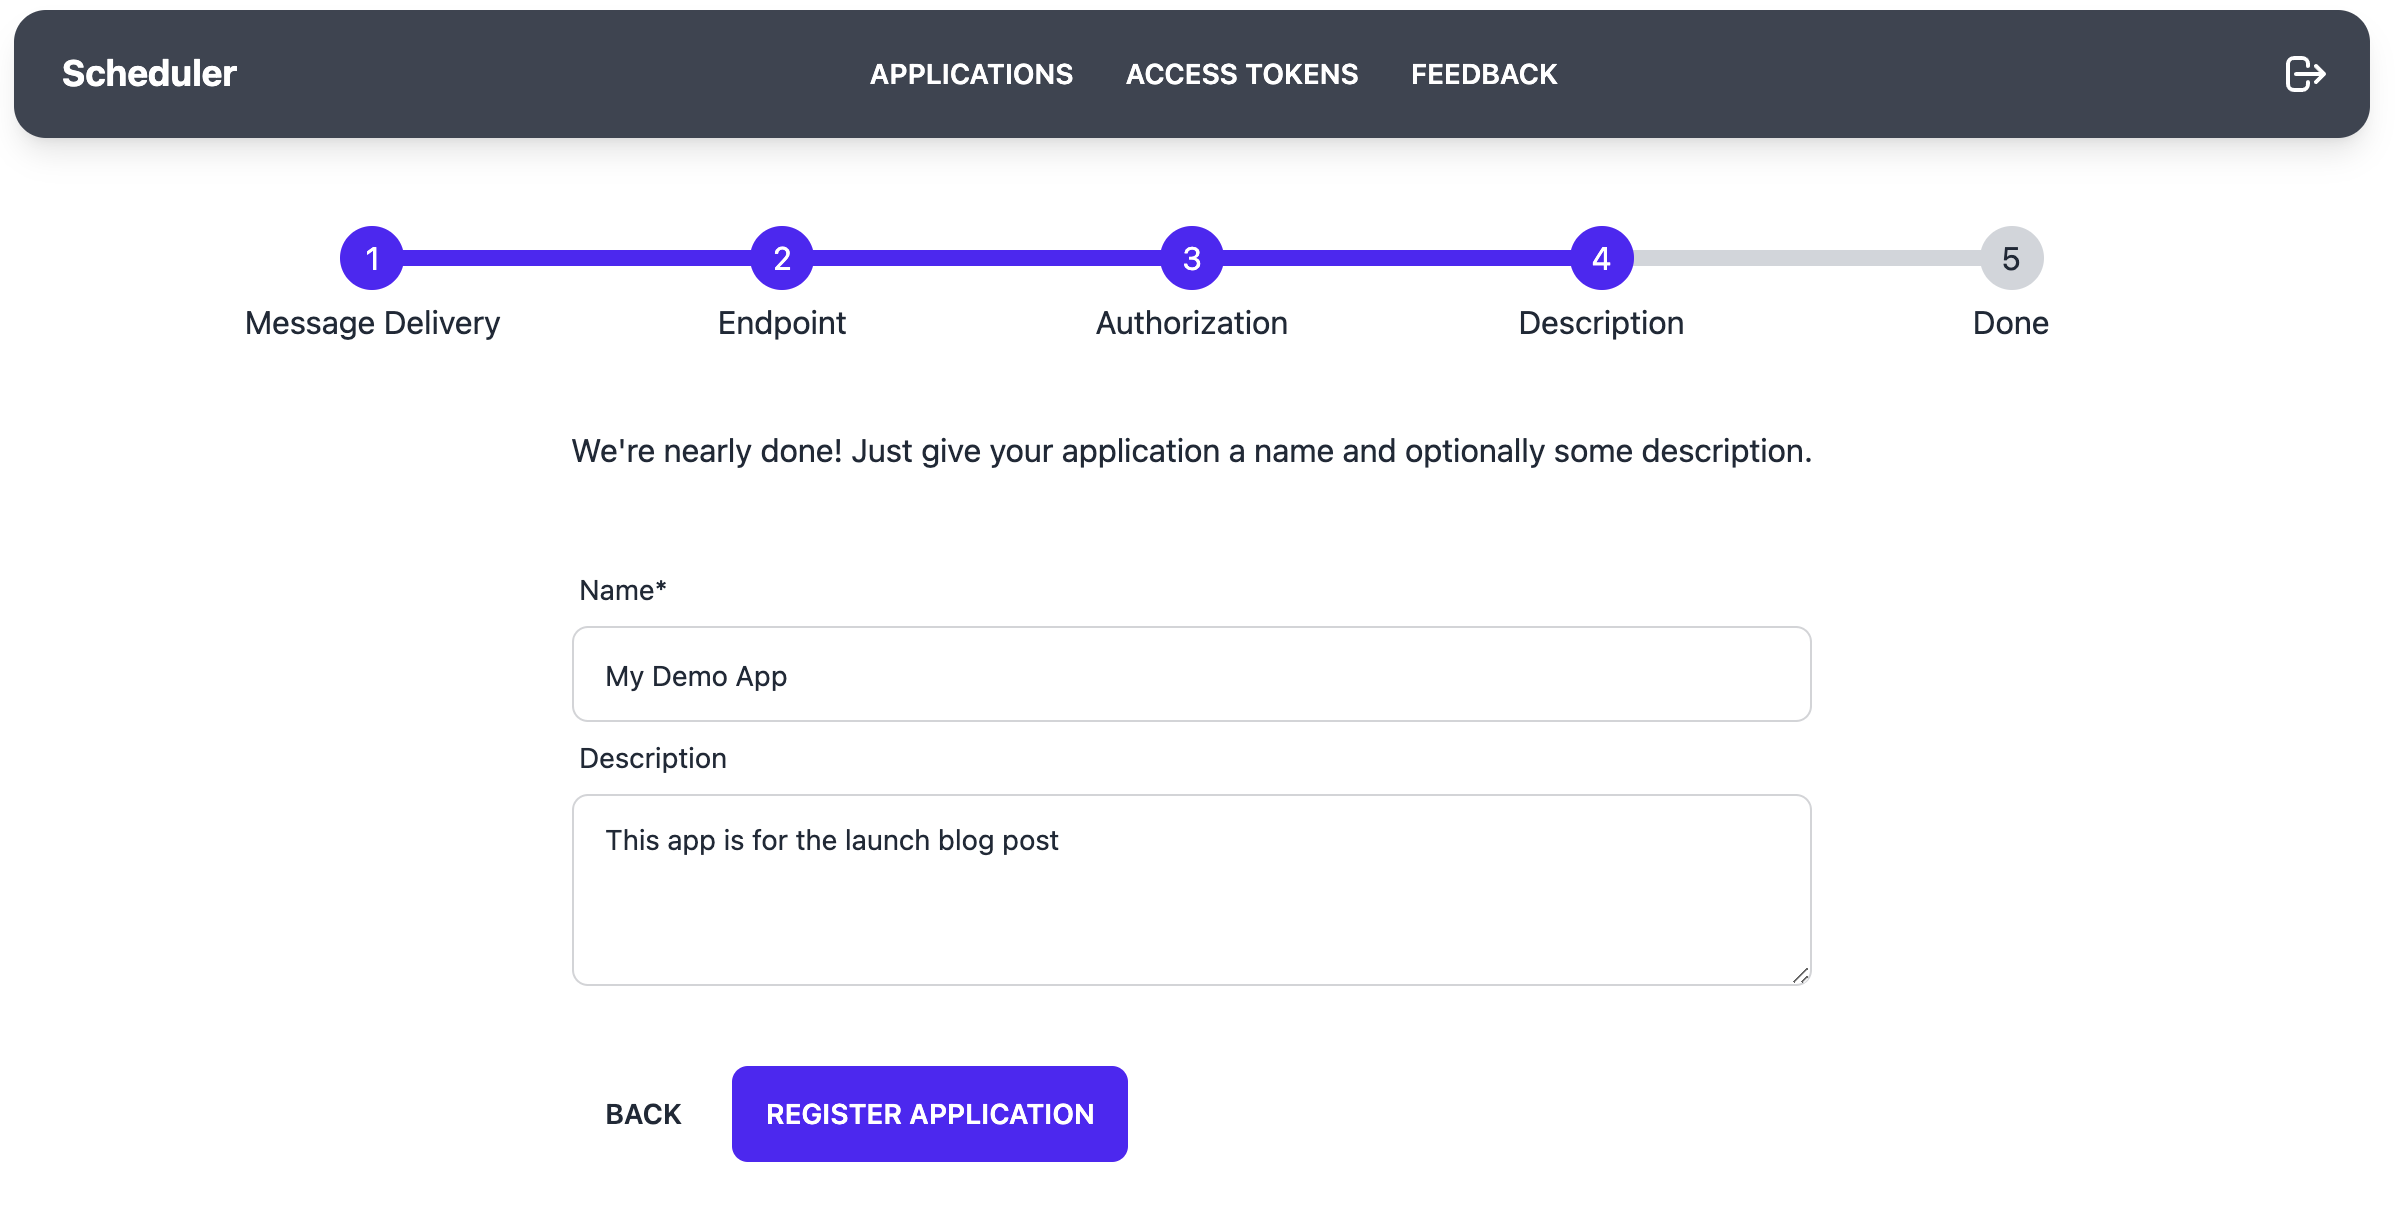 Scheduler
APPLICATIONS ACCESS TOKENS FEEDBACK
1 2 3 4 5
Message Delivery Endpoint Authorization Description Done
We're nearly done! Just give your application a name and optionally some description.
Name*
My Demo App
Description
This app is for the launch blog post
BACK REGISTER APPLICATION